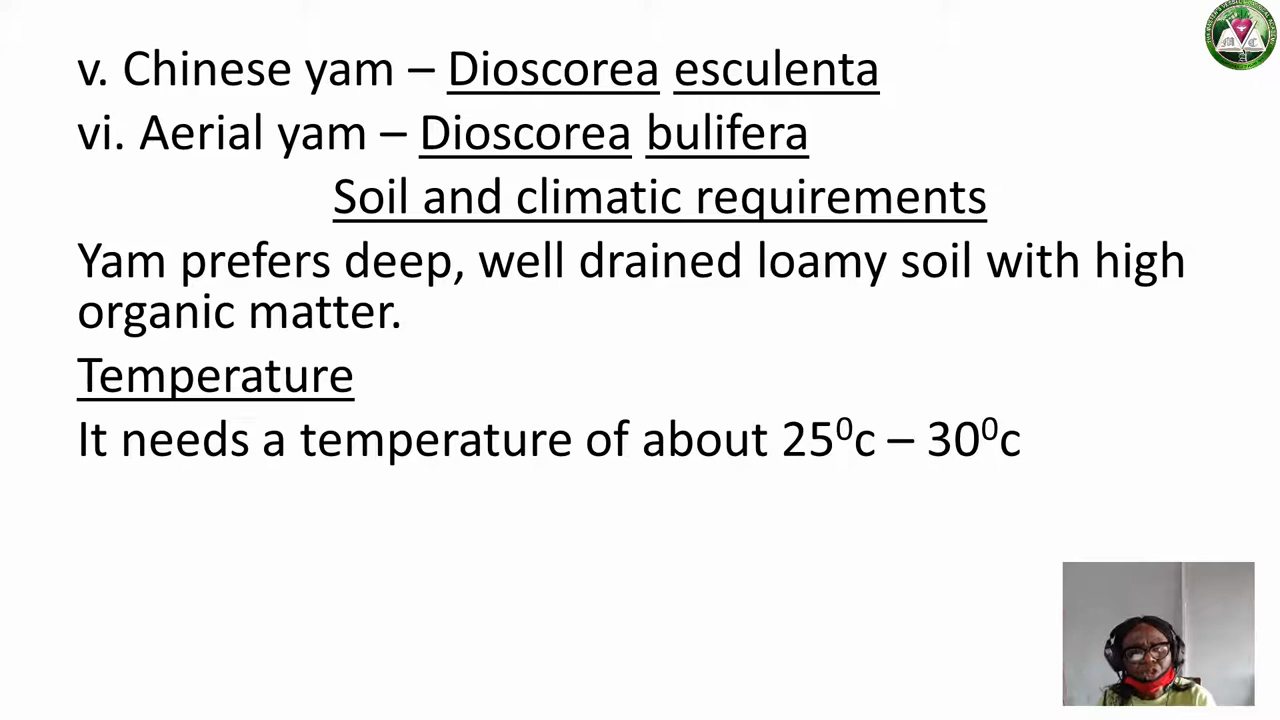 v. Chinese yam – Dioscorea esculenta
vi. Aerial yam – Dioscorea bulifera
Soil and climatic requirements
Yam prefers deep, well drained loamy soil with high
organic matter.
Temperature
It needs a temperature of about 25⁰c – 30⁰c